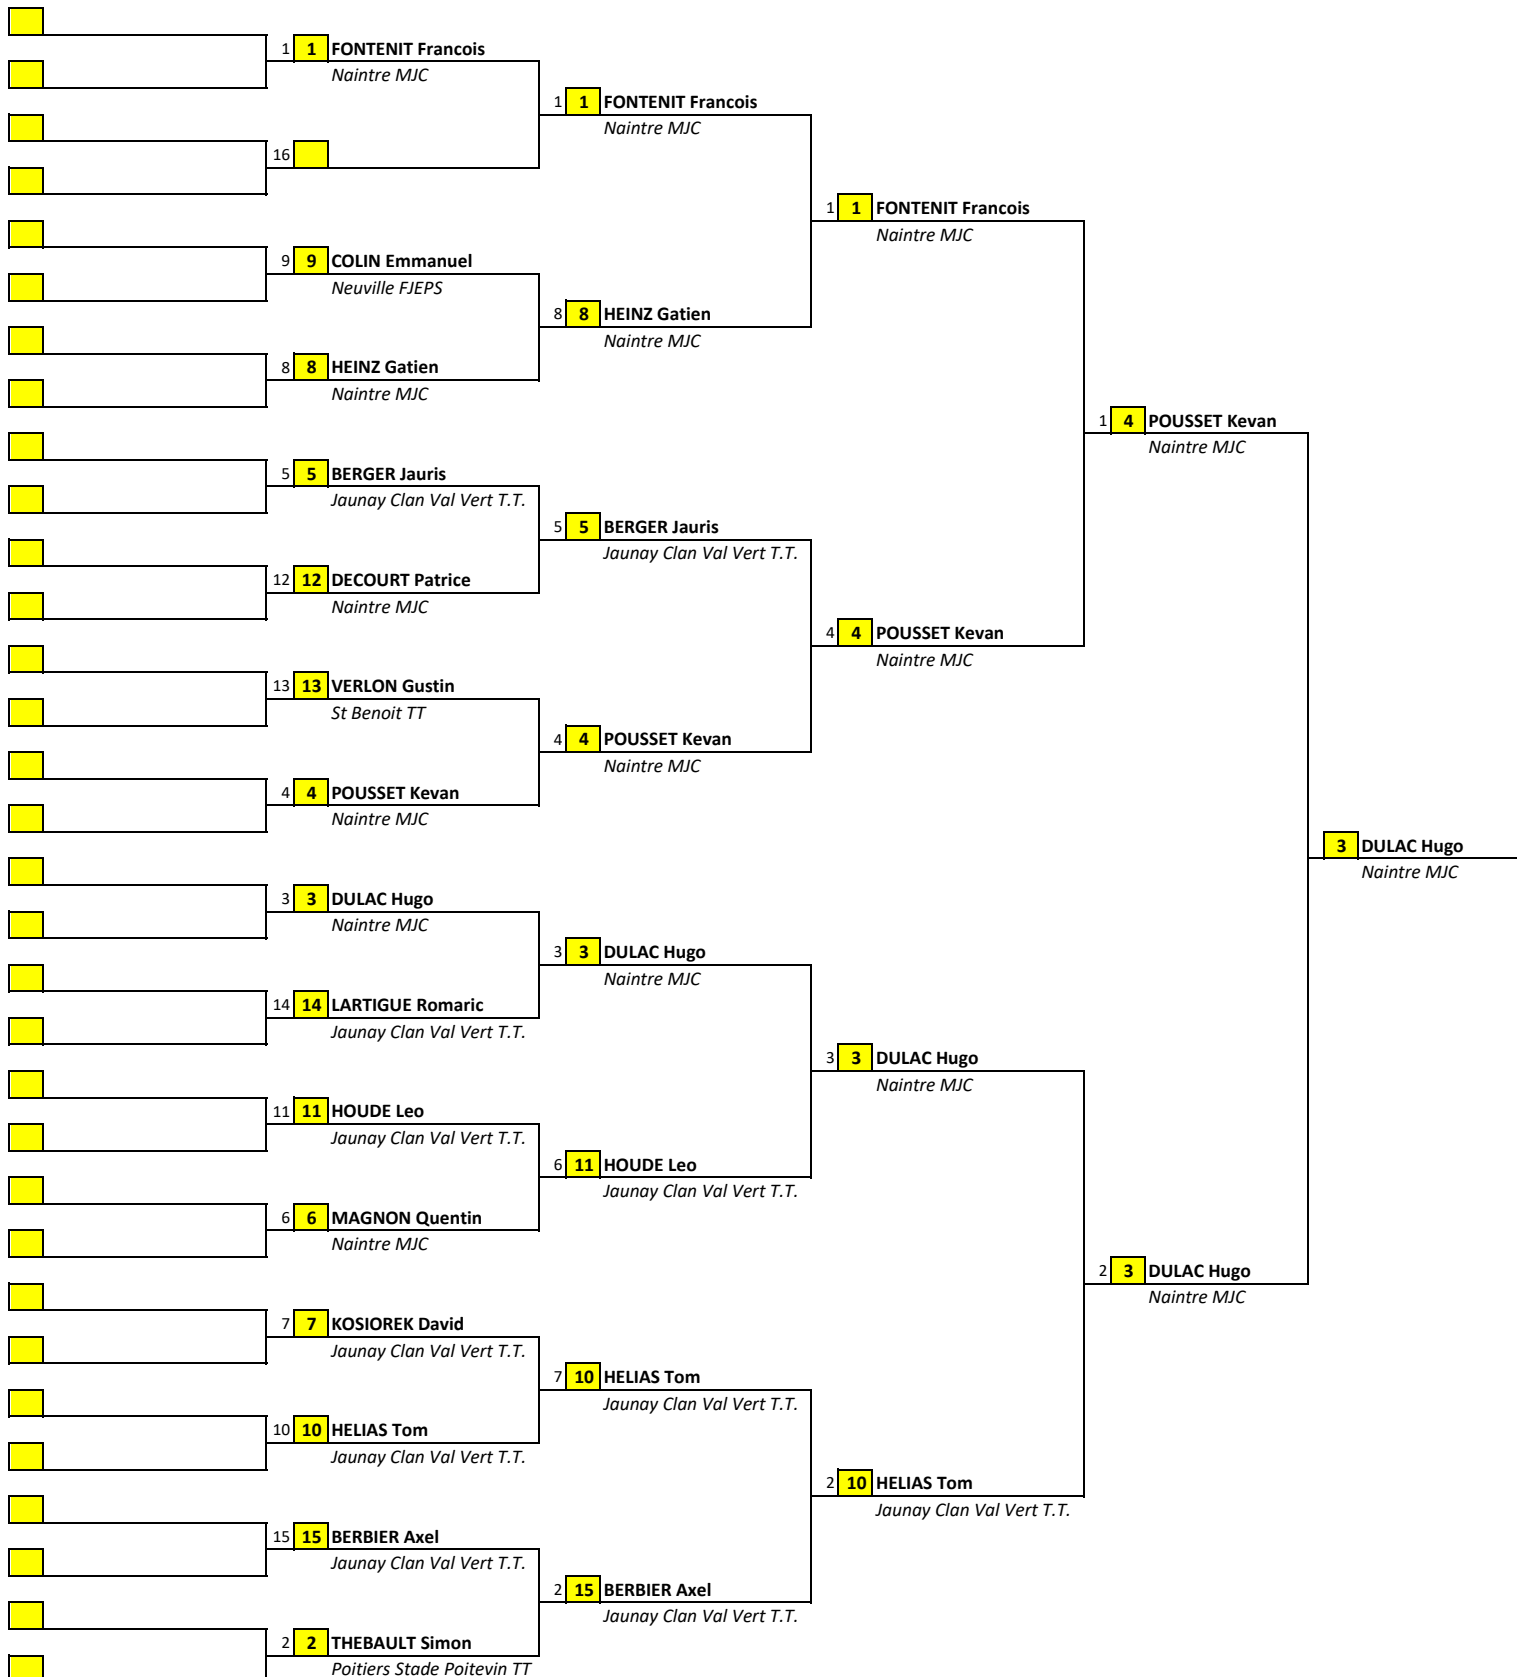 1 1 FONTENIT Francois
Naintre MJC
1 1 FONTENIT Francois
Naintre MJC
16
1 1 FONTENIT Francois
Naintre MJC
9 9 COLIN Emmanuel
Neuville FJEPS
8 8 HEINZ Gatien
Naintre MJC
8 8 HEINZ Gatien
Naintre MJC
1 4 POUSSET Kevan
Naintre MJC
5 5 BERGER Jauris
Jaunay Clan Val Vert T.T.
5 5 BERGER Jauris
Jaunay Clan Val Vert T.T.
12 12 DECOURT Patrice
Naintre MJC
4 4 POUSSET Kevan
Naintre MJC
13 13 VERLON Gustin
St Benoit TT
4 4 POUSSET Kevan
Naintre MJC
4 4 POUSSET Kevan
Naintre MJC
3 DULAC Hugo
Naintre MJC
3 3 DULAC Hugo
Naintre MJC
3 3 DULAC Hugo
Naintre MJC
14 14 LARTIGUE Romaric
Jaunay Clan Val Vert T.T.
3 3 DULAC Hugo
Naintre MJC
11 11 HOUDE Leo
Jaunay Clan Val Vert T.T.
6 11 HOUDE Leo
Jaunay Clan Val Vert T.T.
6 6 MAGNON Quentin
Naintre MJC
2 3 DULAC Hugo
Naintre MJC
7 7 KOSIOREK David
Jaunay Clan Val Vert T.T.
7 10 HELIAS Tom
Jaunay Clan Val Vert T.T.
10 10 HELIAS Tom
Jaunay Clan Val Vert T.T.
2 10 HELIAS Tom
Jaunay Clan Val Vert T.T.
15 15 BERBIER Axel
Jaunay Clan Val Vert T.T.
2 15 BERBIER Axel
Jaunay Clan Val Vert T.T.
2 2 THEBAULT Simon
Poitiers Stade Poitevin TT